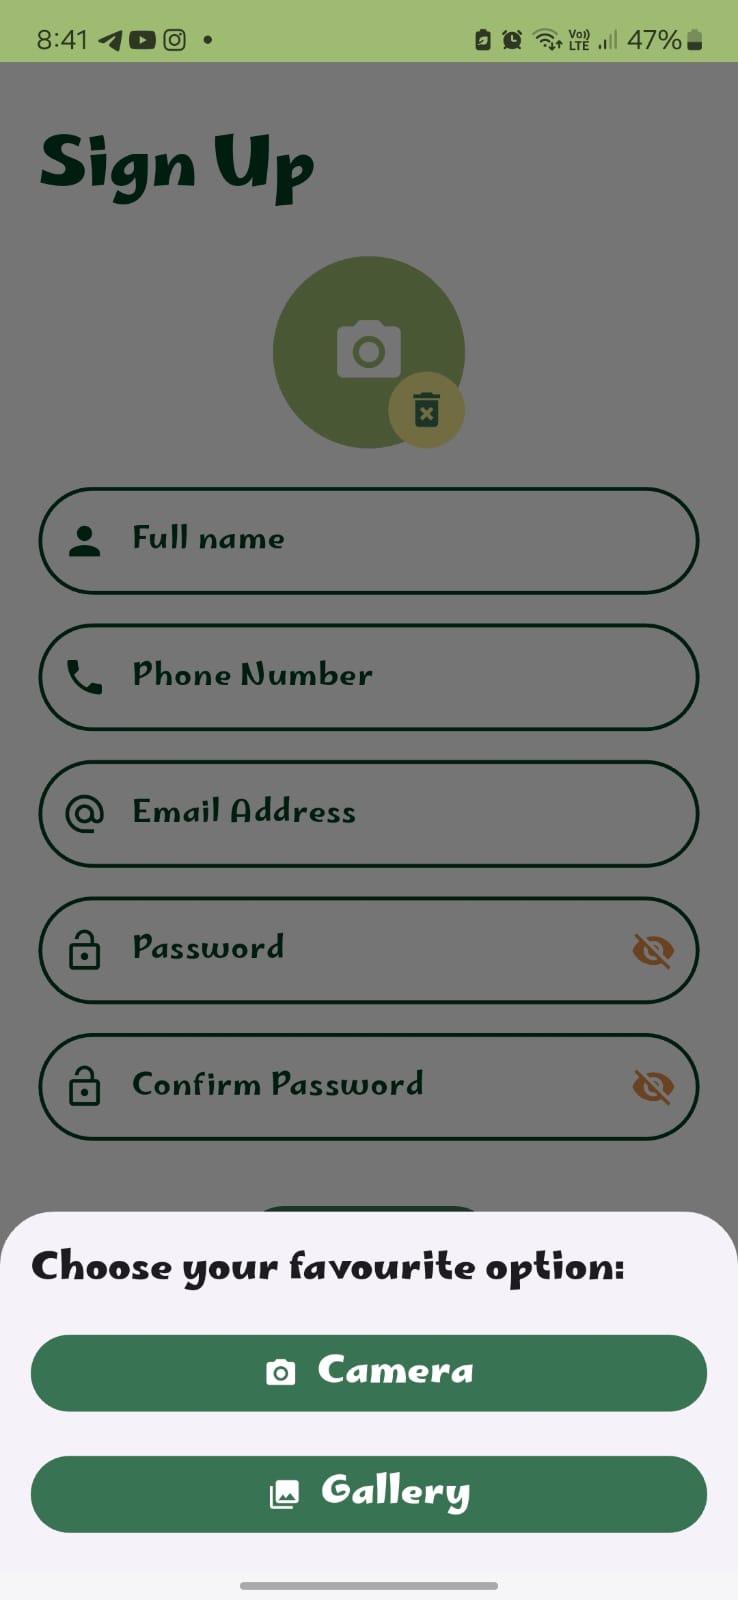 8:41
Vo)) LTE 47%
Sign Up
Full name
Phone Number
Email Address
Password
Confirm Password
Choose your favourite option:
Camera
Gallery